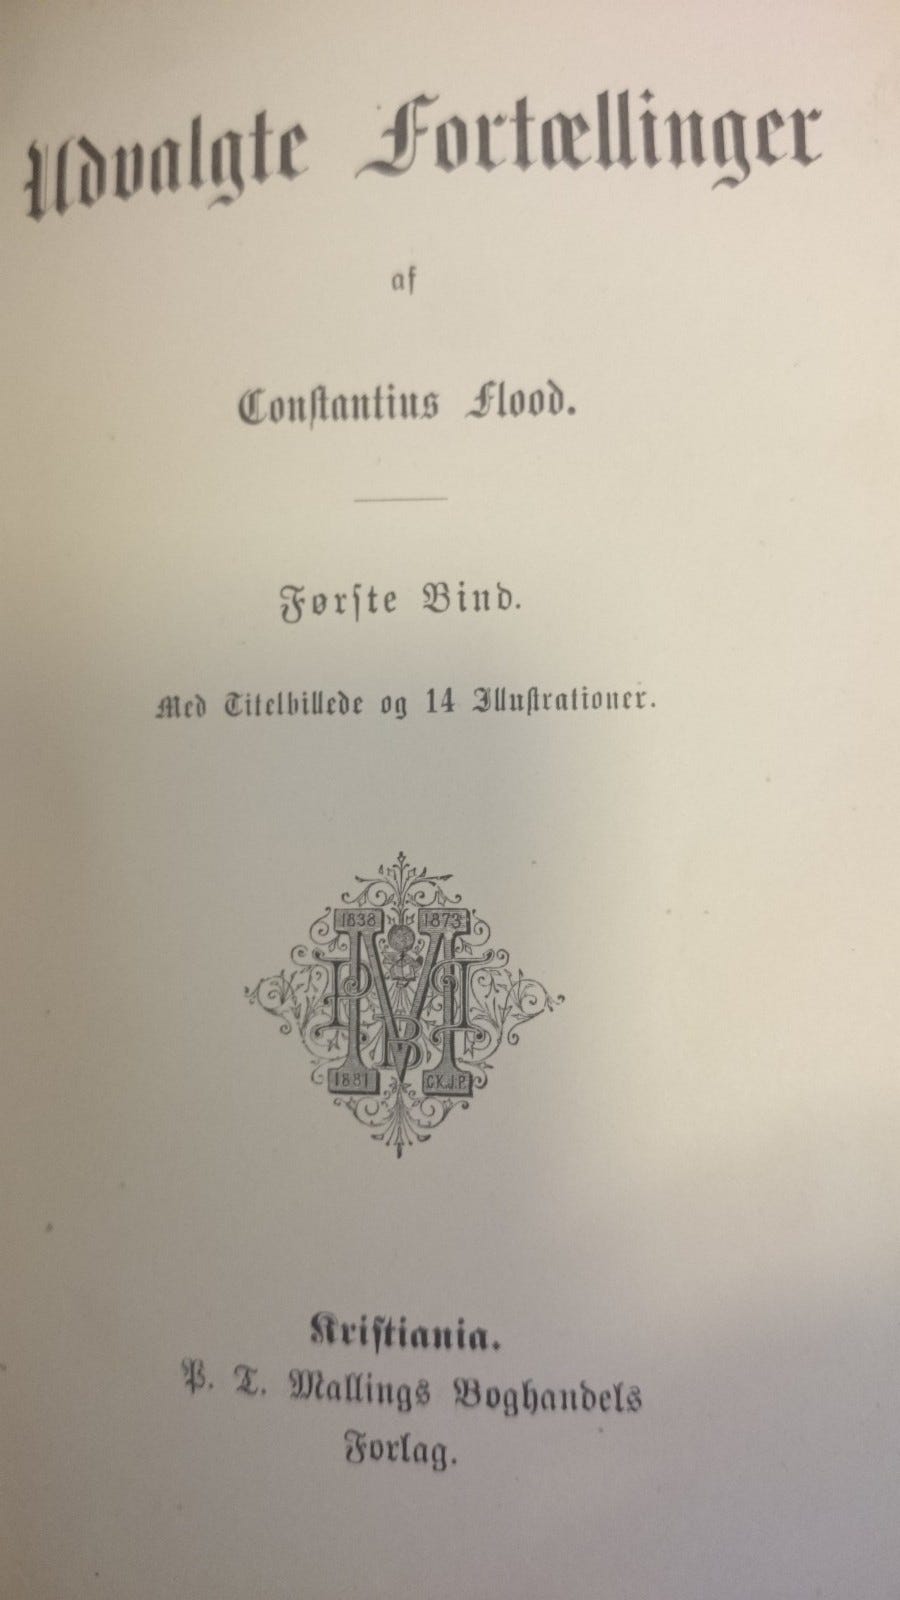 Udvalgte Fortællinger
af
Constantius Flood.
Første Bind.
Med Titelbillede og 14 Illustrationer.
1838 1873
1881 C.K.J.P.
Kristiania.
P. T. Mallings Boghandels
Forlag.